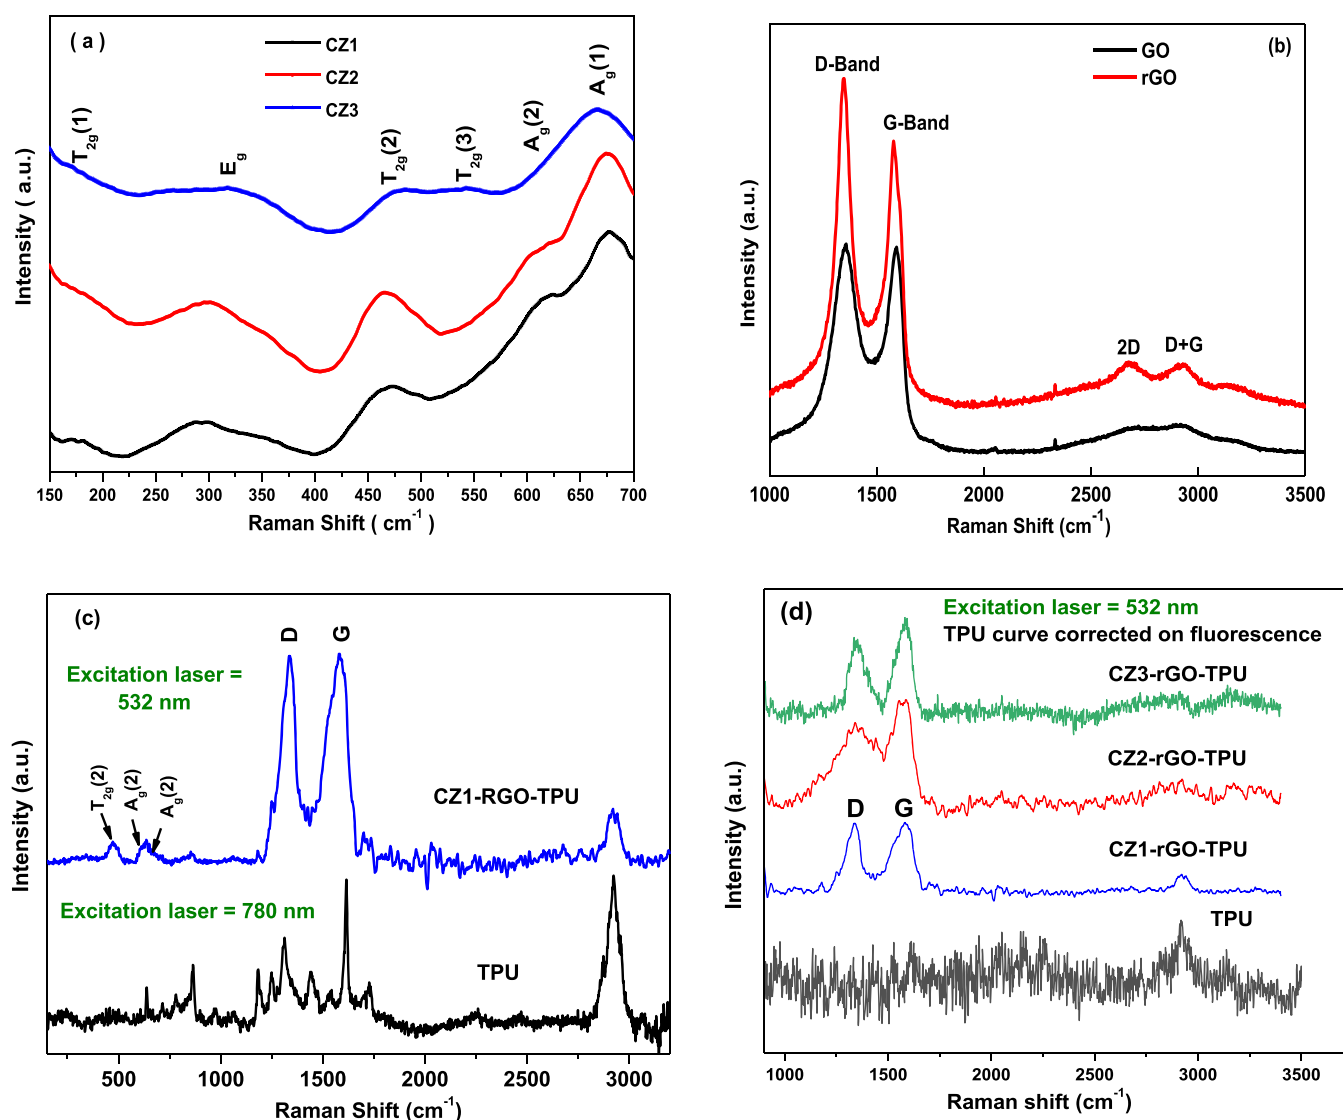 ( a )
CZ1
CZ2
CZ3
T2g(1)
Eg
T2g(2)
T2g(3)
Ag(2)
Ag(1)
Intensity ( a.u.)
150 200 250 300 350 400 450 500 550 600 650 700
Raman Shift ( cm-1 )
(b)
GO
rGO
D-Band
G-Band
2D
D+G
Intensity (a.u.)
1000 1500 2000 2500 3000 3500
Raman Shift (cm-1)
(c)
D
G
Excitation laser =
532 nm
T2g(2)
Ag(2)
Ag(2)
CZ1-RGO-TPU
Excitation laser = 780 nm
TPU
Intensity (a.u.)
500 1000 1500 2000 2500 3000
Raman Shift (cm-1)
(d)
Excitation laser = 532 nm
TPU curve corrected on fluorescence
CZ3-rGO-TPU
CZ2-rGO-TPU
D G
CZ1-rGO-TPU
TPU
Intensity (a.u.)
1000 1500 2000 2500 3000 3500
Raman shift (cm-1)